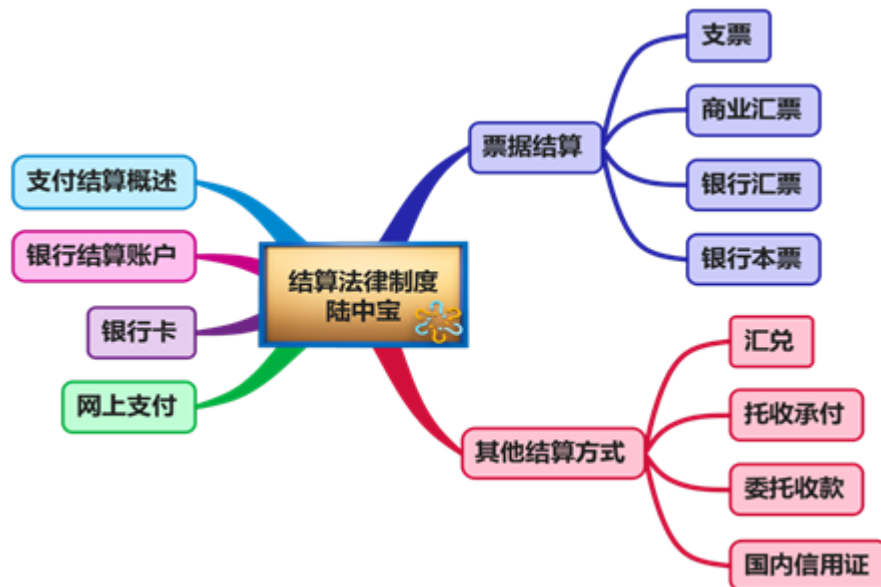 支票
商业汇票
票据结算
银行汇票
银行本票
支付结算概述
银行结算账户
银行卡
网上支付
结算法律制度
陆中宝
汇兑
托收承付
其他结算方式
委托收款
国内信用证